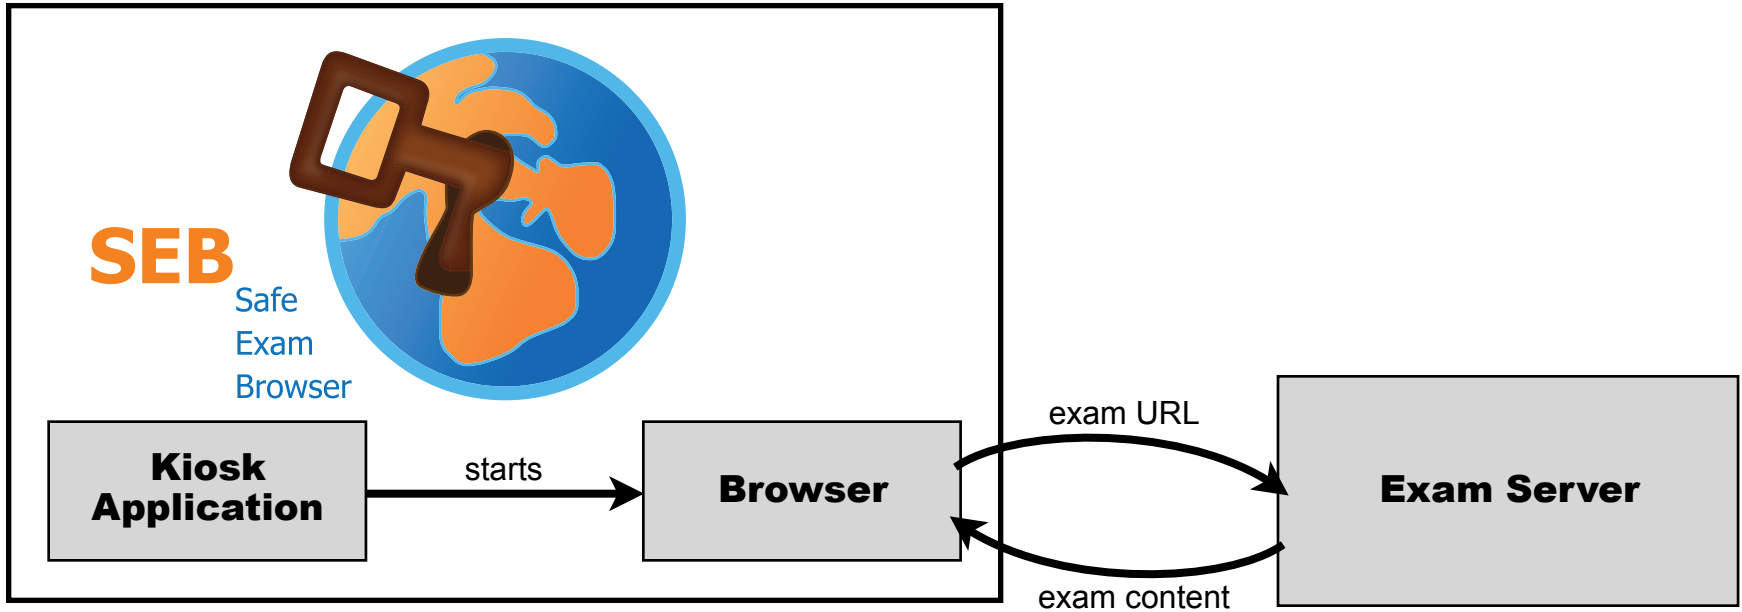 SEB
Safe
Exam
Browser
Kiosk
Application
starts
Browser
exam URL
exam content
Exam Server